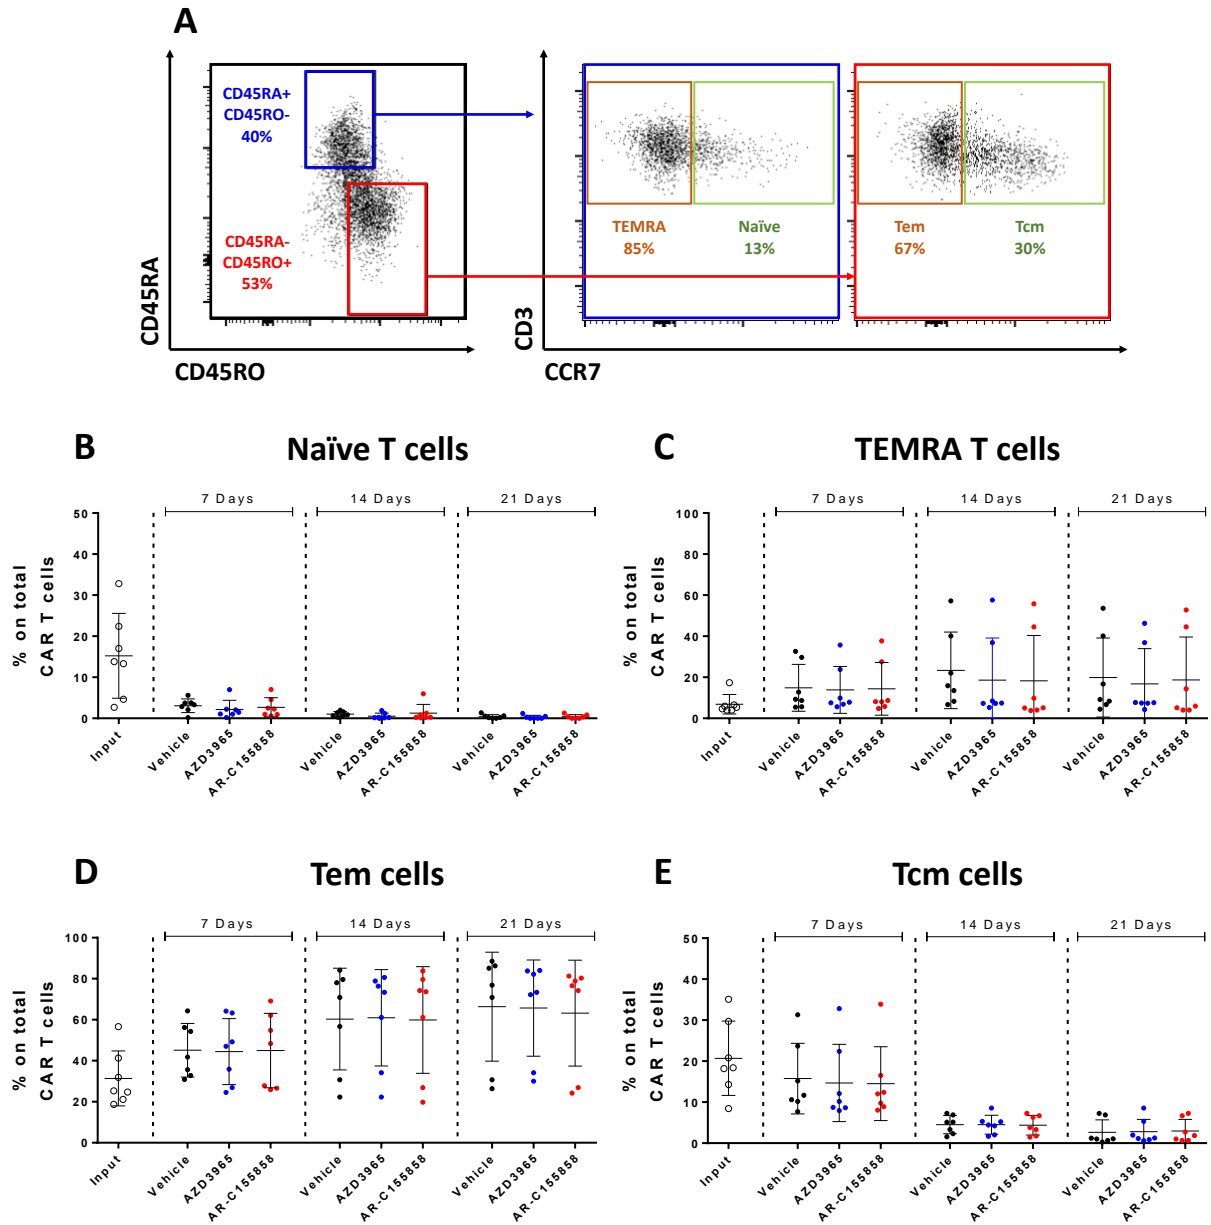 A
CD45RA+
CD45RO-
40%
CD45RA-
CD45RO+
53%
CD45RA
CD45RO
TEMRA
85%
Naïve
13%
Tem
67%
Tcm
30%
CD3
CCR7
B
Naïve T cells
7 Days
14 Days
21 Days
% on total
CAR T cells
50
40
30
20
10
0
Input
Vehicle
AZD3965
AR-C155858
Vehicle
AZD3965
AR-C155858
Vehicle
AZD3965
AR-C155858
C
TEMRA T cells
7 Days
14 Days
21 Days
% on total
CAR T cells
100
80
60
40
20
0
Input
Vehicle
AZD3965
AR-C155858
Vehicle
AZD3965
AR-C155858
Vehicle
AZD3965
AR-C155858
D
Tem cells
7 Days
14 Days
21 Days
% on total
CAR T cells
100
80
60
40
20
0
Input
Vehicle
AZD3965
AR-C155858
Vehicle
AZD3965
AR-C155858
Vehicle
AZD3965
AR-C155858
E
Tcm cells
7 Days
14 Days
21 Days
% on total
CAR T cells
50
40
30
20
10
0
Input
Vehicle
AZD3965
AR-C155858
Vehicle
AZD3965
AR-C155858
Vehicle
AZD3965
AR-C155858